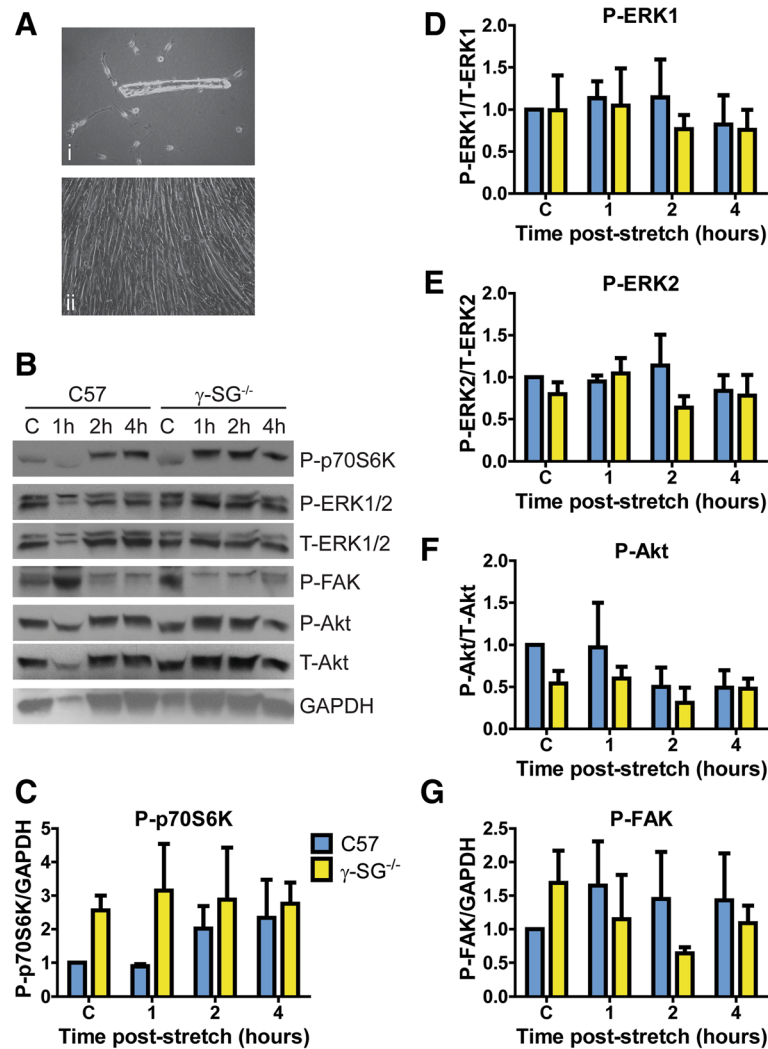 A
i
ii
B
C57 γ-SG-/-
C 1h 2h 4h C 1h 2h 4h
P-p70S6K
P-ERK1/2
T-ERK1/2
P-FAK
P-Akt
T-Akt
GAPDH
C
P-p70S6K
P-p70S6K/GAPDH
5
4
3
2
1
0
C 1 2 4
Time post-stretch (hours)
C57
γ-SG-/-
D
P-ERK1
P-ERK1/T-ERK1
2.0
1.5
1.0
0.5
0.0
C 1 2 4
Time post-stretch (hours)
E
P-ERK2
P-ERK2/T-ERK2
2.0
1.5
1.0
0.5
0.0
C 1 2 4
Time post-stretch (hours)
F
P-Akt
P-Akt/T-Akt
2.0
1.5
1.0
0.5
0.0
C 1 2 4
Time post-stretch (hours)
G
P-FAK
P-FAK/GAPDH
2.5
2.0
1.5
1.0
0.5
0.0
C 1 2 4
Time post-stretch (hours)